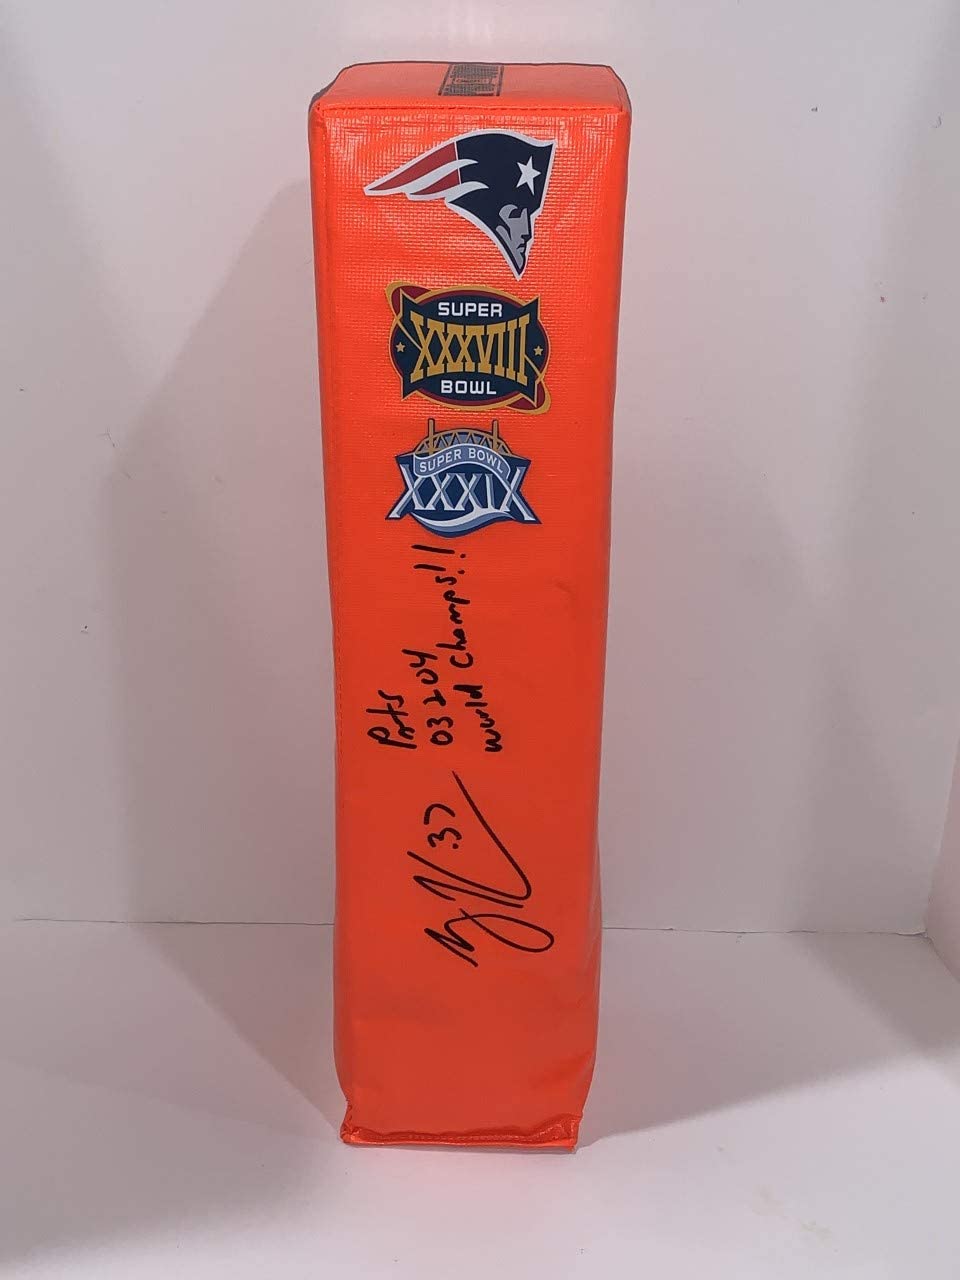 SUPER
XXXVIII
BOWL
SUPER BOWL
XXXIX
Pats
03 & 04
World Champs!!
37